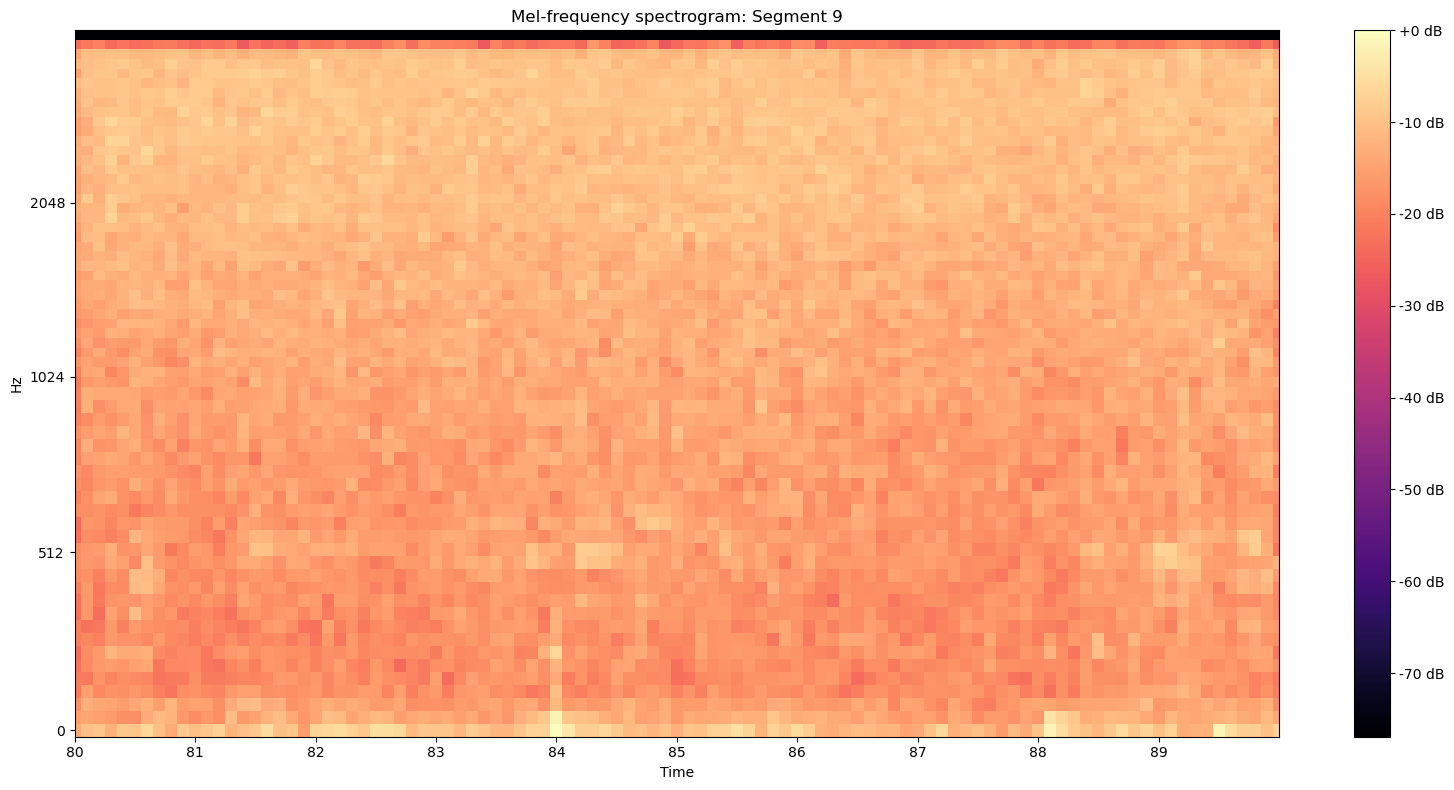 Mel-frequency spectrogram: Segment 9
Hz
2048
1024
512
0
80 81 82 83 84 85 86 87 88 89
Time
+0 dB
-10 dB
-20 dB
-30 dB
-40 dB
-50 dB
-60 dB
-70 dB